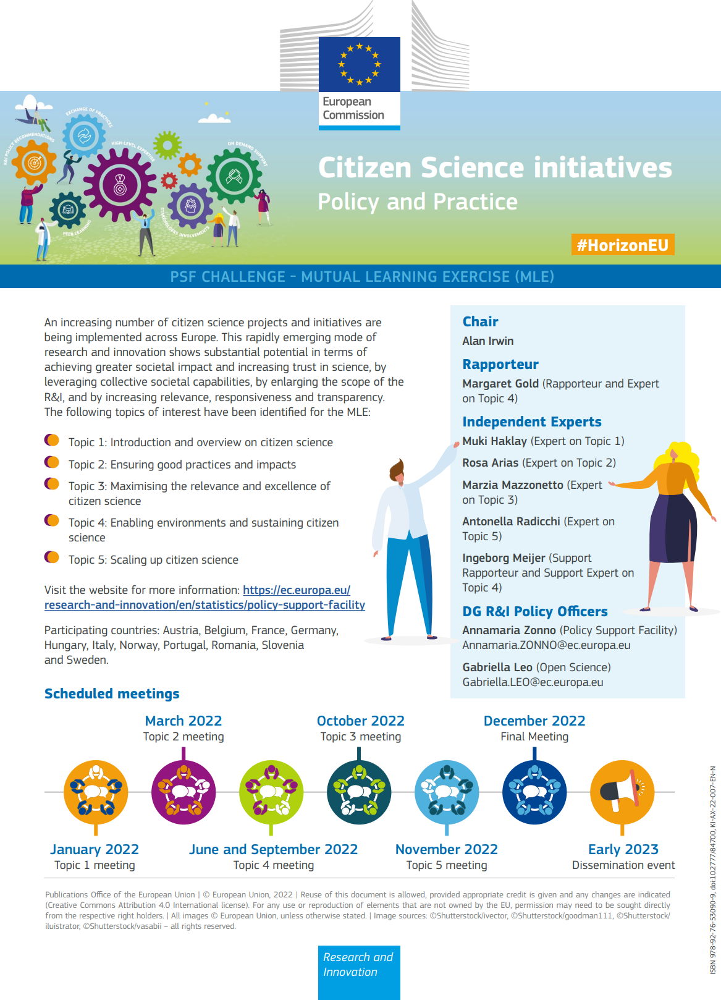 European
Commission
R&I POLICY RECOMMENDATIONS
EXCHANGE OF PRACTICES
HIGH-LEVEL EXPERTISE
ON DEMAND SUPPORT
PEER LEARNING
STAKEHOLDERS INVOLVEMENTS
Citizen Science initiatives
Policy and Practice
#HorizonEU
PSF CHALLENGE - MUTUAL LEARNING EXERCISE (MLE)
An increasing number of citizen science projects and initiatives are
being implemented across Europe. This rapidly emerging mode of
research and innovation shows substantial potential in terms of
achieving greater societal impact and increasing trust in science, by
leveraging collective societal capabilities, by enlarging the scope of the
R&I, and by increasing relevance, responsiveness and transparency.
The following topics of interest have been identified for the MLE:
Topic 1: Introduction and overview on citizen science
Topic 2: Ensuring good practices and impacts
Topic 3: Maximising the relevance and excellence of
citizen science
Topic 4: Enabling environments and sustaining citizen
science
Topic 5: Scaling up citizen science
Visit the website for more information: https://ec.europa.eu/
research-and-innovation/en/statistics/policy-support-facility
Participating countries: Austria, Belgium, France, Germany,
Hungary, Italy, Norway, Portugal, Romania, Slovenia
and Sweden.
Chair
Alan Irwin
Rapporteur
Margaret Gold (Rapporteur and Expert
on Topic 4)
Independent Experts
Muki Haklay (Expert on Topic 1)
Rosa Arias (Expert on Topic 2)
Marzia Mazzonetto (Expert
on Topic 3)
Antonella Radicchi (Expert on
Topic 5)
Ingeborg Meijer (Support
Rapporteur and Support Expert on
Topic 4)
DG R&I Policy Officers
Annamaria Zonno (Policy Support Facility)
Annamaria.ZONNO@ec.europa.eu
Gabriella Leo (Open Science)
Gabriella.LEO@ec.europa.eu
Scheduled meetings
March 2022
Topic 2 meeting
October 2022
Topic 3 meeting
December 2022
Final Meeting
January 2022
Topic 1 meeting
June and September 2022
Topic 4 meeting
November 2022
Topic 5 meeting
Early 2023
Dissemination event
Publications Office of the European Union | © European Union, 2022 | Reuse of this document is allowed, provided appropriate credit is given and any changes are indicated
(Creative Commons Attribution 4.0 International license). For any use or reproduction of elements that are not owned by the EU, permission may need to be sought directly
from the respective right holders. | All images © European Union, unless otherwise stated. | Image sources: ©Shutterstock/ivector, ©Shutterstock/goodman111, ©Shutterstock/
iluistrator, ©Shutterstock/vasabii – all rights reserved.
ISBN 978-92-76-53090-9, doi:10.2777/84700, KI-AX-22-007-EN-N
Research and
Innovation